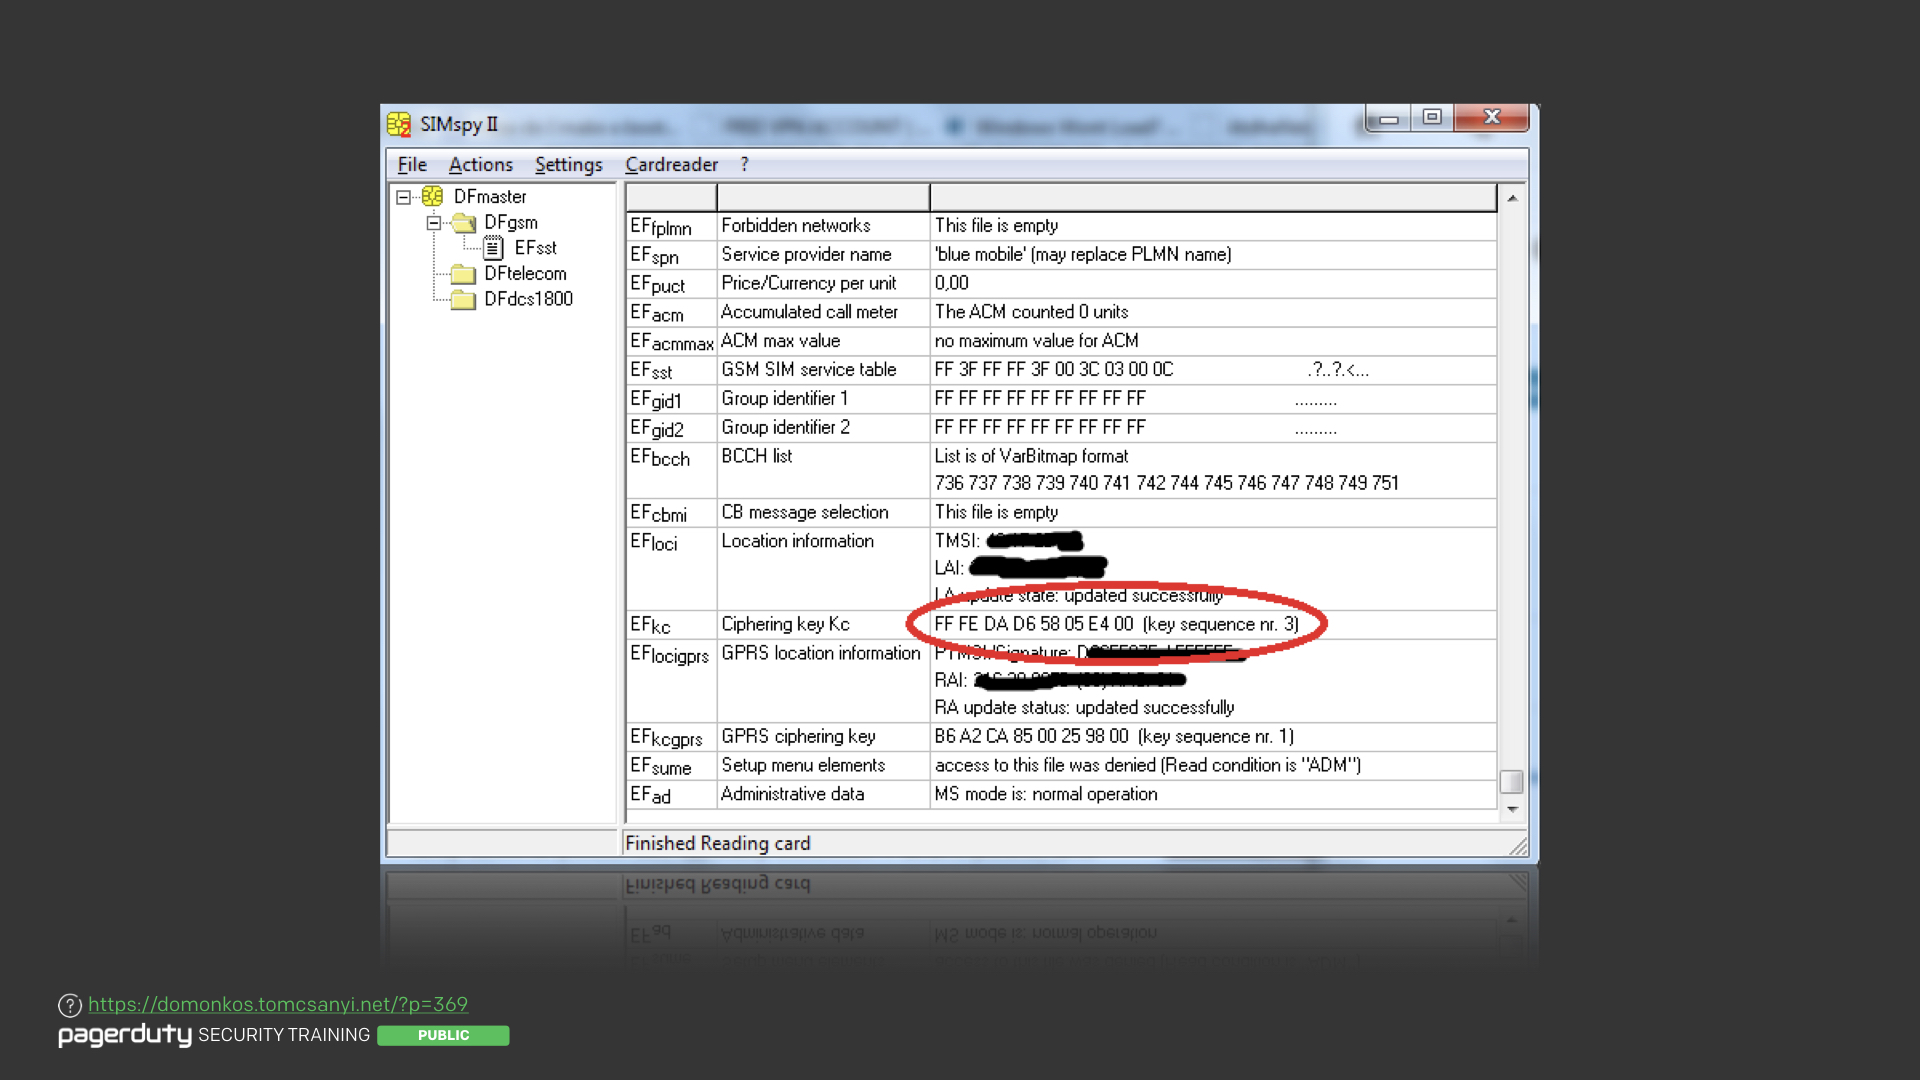 SIMspy II
File Actions Settings Cardreader ?
DFmaster
DFgsm
EFsst
DFtelecom
DFdcs1800
EFfplmn Forbidden networks This file is empty
EFspn Service provider name 'blue mobile' (may replace PLMN name)
EFpuct Price/Currency per unit 0,00
EFacm Accumulated call meter The ACM counted 0 units
EFacmmax ACM max value no maximum value for ACM
EFsst GSM SIM service table FF 3F FF FF 3F 00 3C 03 00 0C .?..?.<...
EFgid1 Group identifier 1 FF FF FF FF FF FF FF FF FF .........
EFgid2 Group identifier 2 FF FF FF FF FF FF FF FF FF .........
EFbcch BCCH list List is of VarBitmap format
736 737 738 739 740 741 742 744 745 746 747 748 749 751
EFcbmi CB message selection This file is empty
EFloci Location information TMSI:
LAI:
LA update state: updated successfully
EFkc Ciphering key Kc FF FE DA D6 58 05 E4 00 (key sequence nr. 3)
EFlocigprs GPRS location information PTMSI/Signature:
RAI:
RA update status: updated successfully
EFkcgprs GPRS ciphering key B6 A2 CA 85 00 25 98 00 (key sequence nr. 1)
EFsume Setup menu elements access to this file was denied (Read condition is "ADM")
EFad Administrative data MS mode is: normal operation
Finished Reading card
https://domonkos.tomcsanyi.net/?p=369
pagerduty SECURITY TRAINING PUBLIC